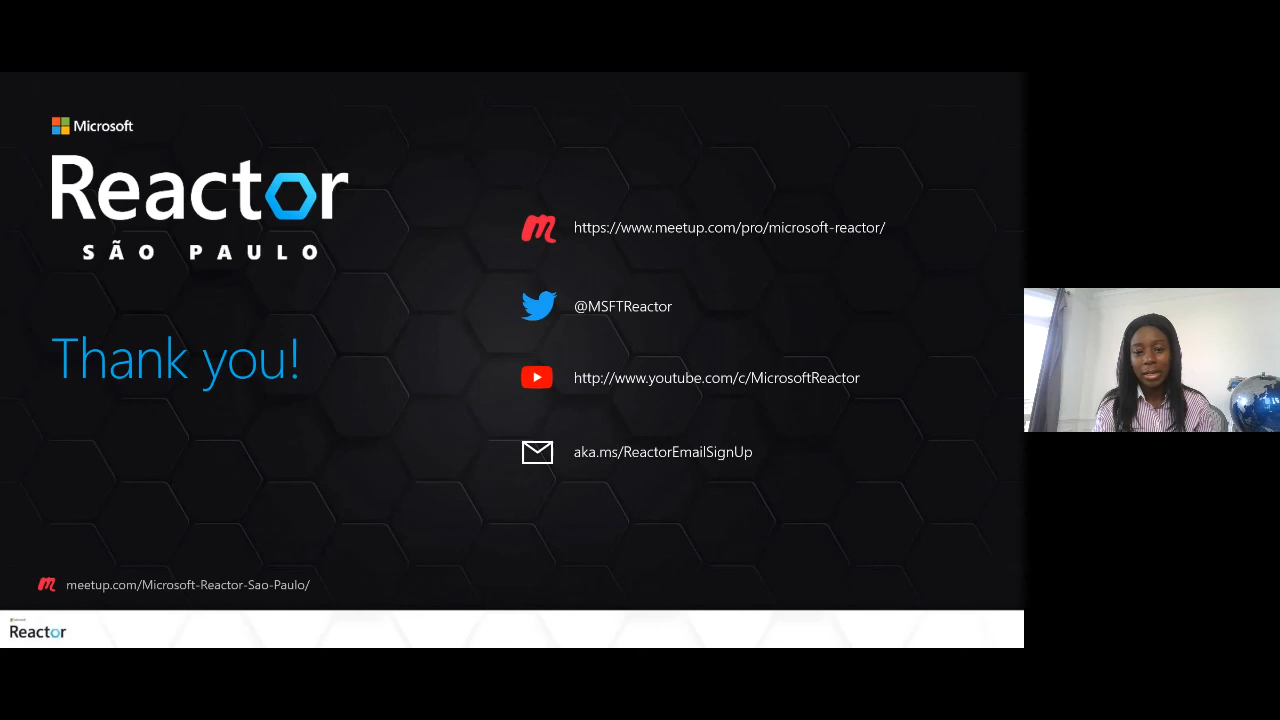 Microsoft
Reactor
SÃO PAULO
Thank you!
https://www.meetup.com/pro/microsoft-reactor/
@MSFTReactor
http://www.youtube.com/c/MicrosoftReactor
aka.ms/ReactorEmailSignUp
meetup.com/Microsoft-Reactor-Sao-Paulo/
Reactor